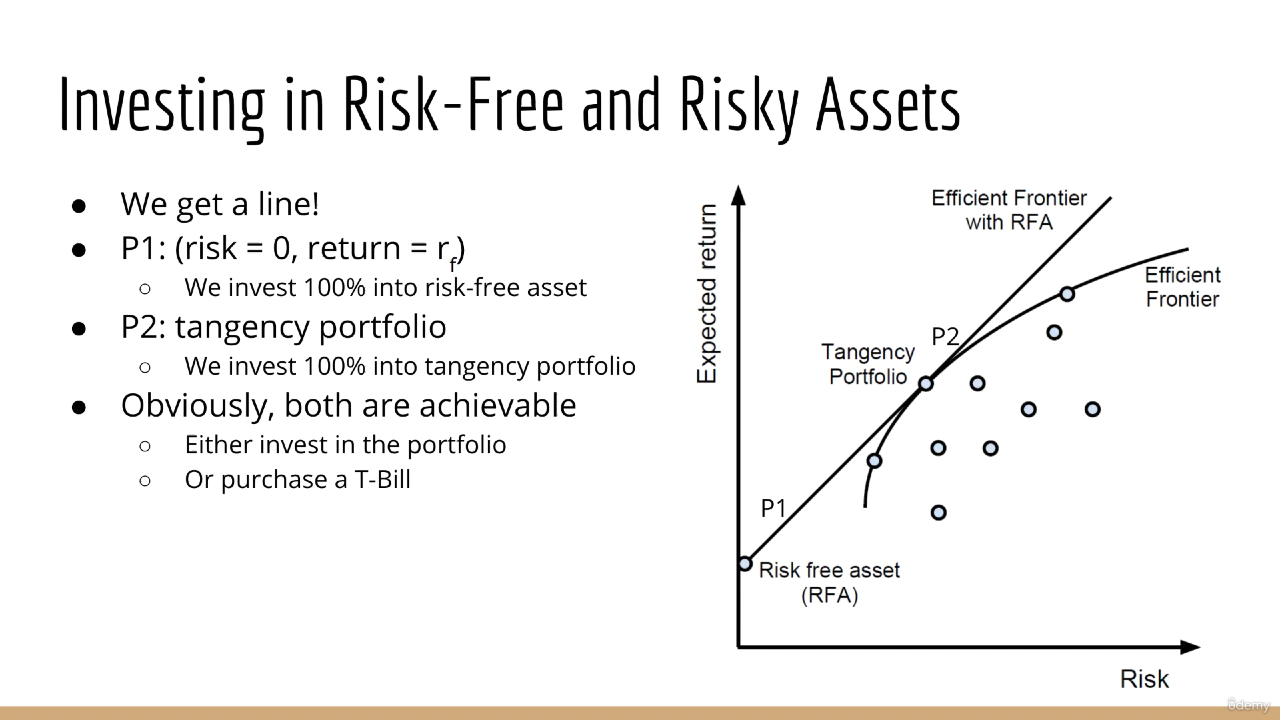 Investing in Risk-Free and Risky Assets
● We get a line!
● P1: (risk = 0, return = r_f)
○ We invest 100% into risk-free asset
● P2: tangency portfolio
○ We invest 100% into tangency portfolio
● Obviously, both are achievable
○ Either invest in the portfolio
○ Or purchase a T-Bill
Expected return
Efficient Frontier
with RFA
Efficient
Frontier
P2
Tangency
Portfolio
P1
Risk free asset
(RFA)
Risk
ûdemy